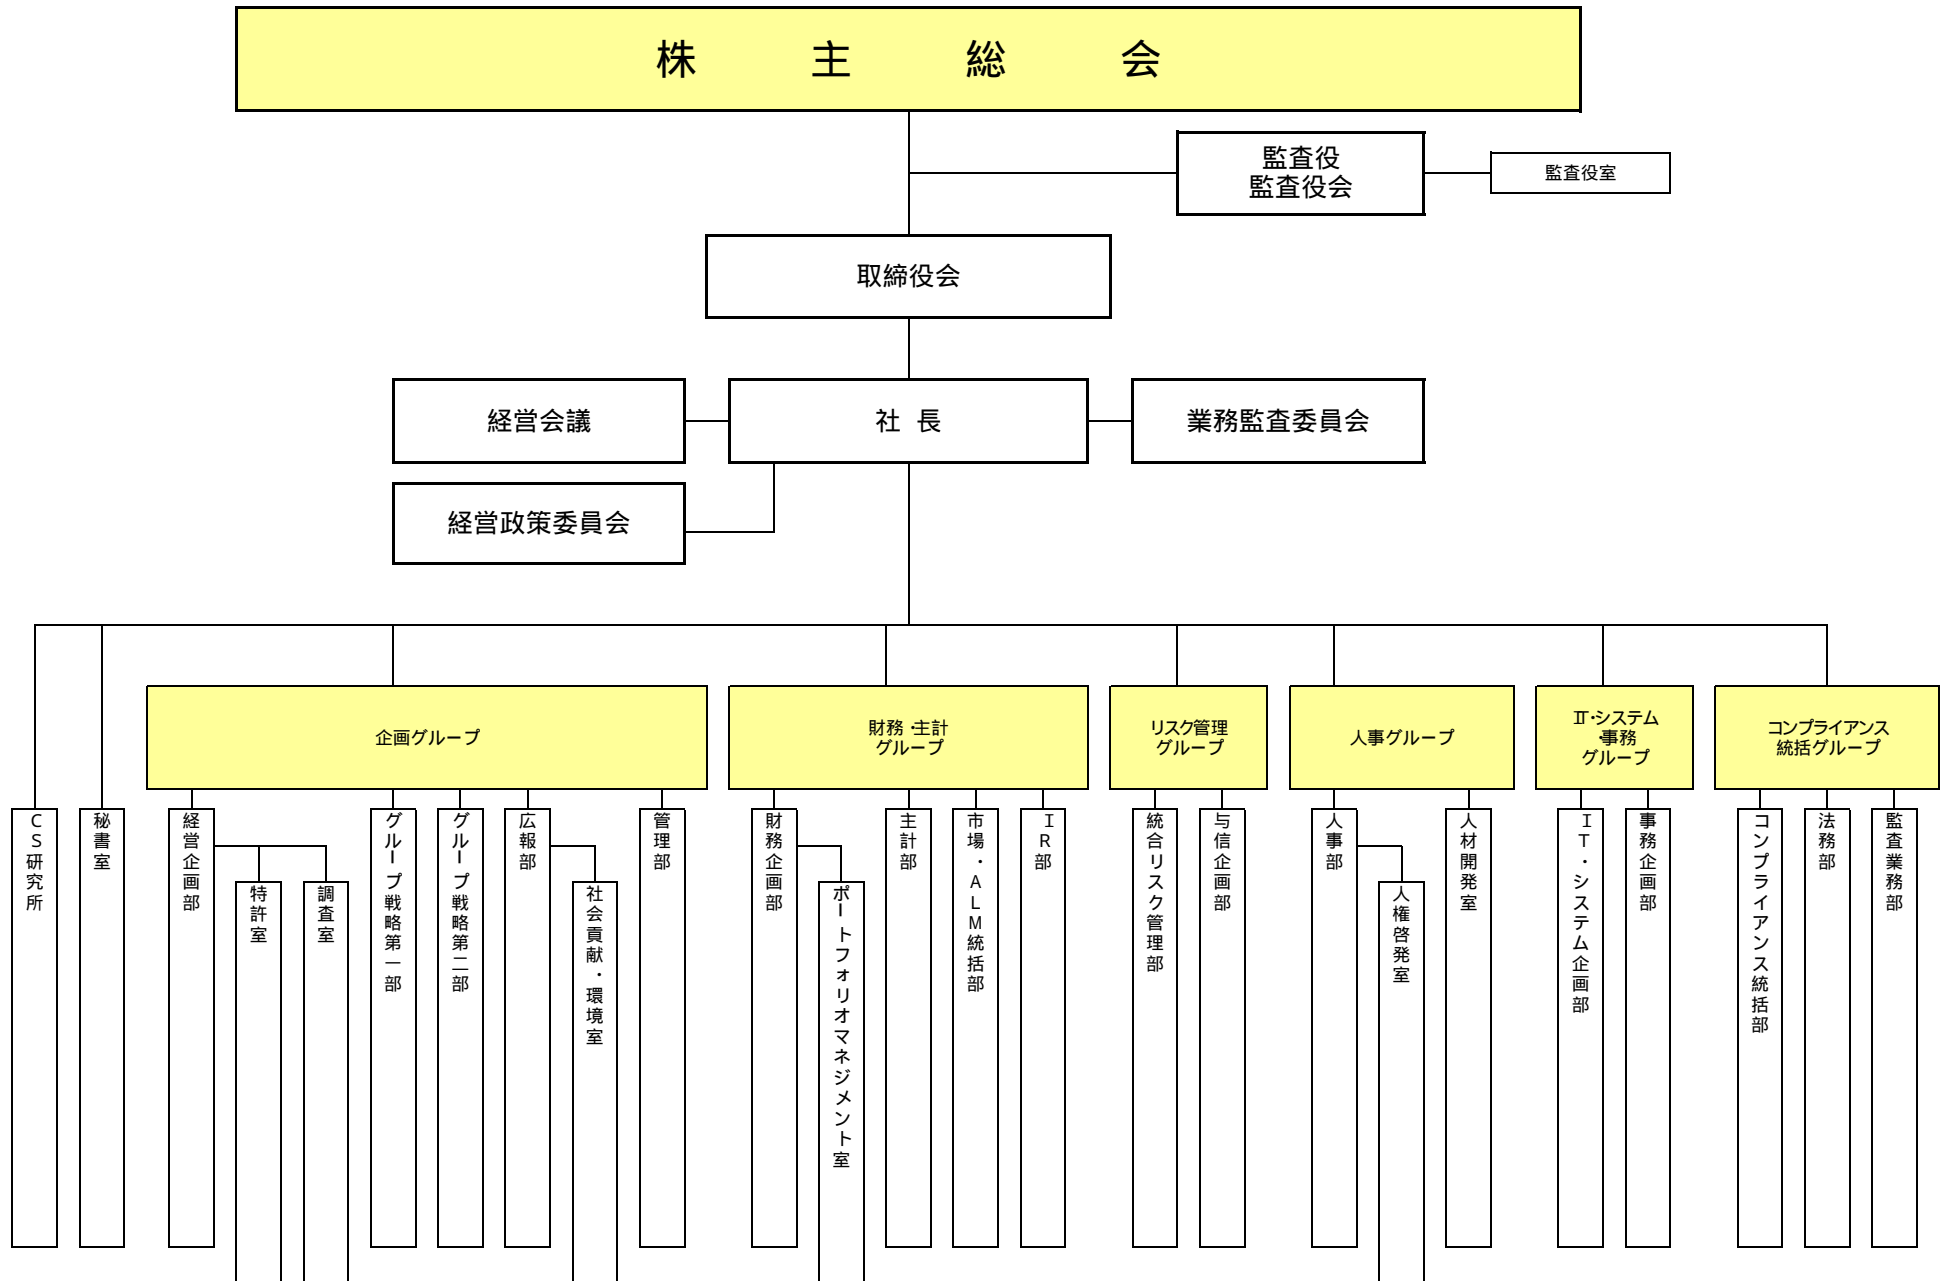 株主総会
監査役
監査役会
監査役室
取締役会
経営会議
社 長
業務監査委員会
経営政策委員会
企画グループ
財務・主計
グループ
リスク管理
グループ
人事グループ
IT・システム
・事務
グループ
コンプライアンス
統括グループ
CS研究所
秘書室
経営企画部
特許室
調査室
グループ戦略第一部
グループ戦略第二部
広報部
社会貢献・環境室
管理部
財務企画部
ポートフォリオマネジメント室
主計部
市場・ALM統括部
IR部
統合リスク管理部
与信企画部
人事部
人権啓発室
人材開発室
IT・システム企画部
事務企画部
コンプライアンス統括部
法務部
監査業務部